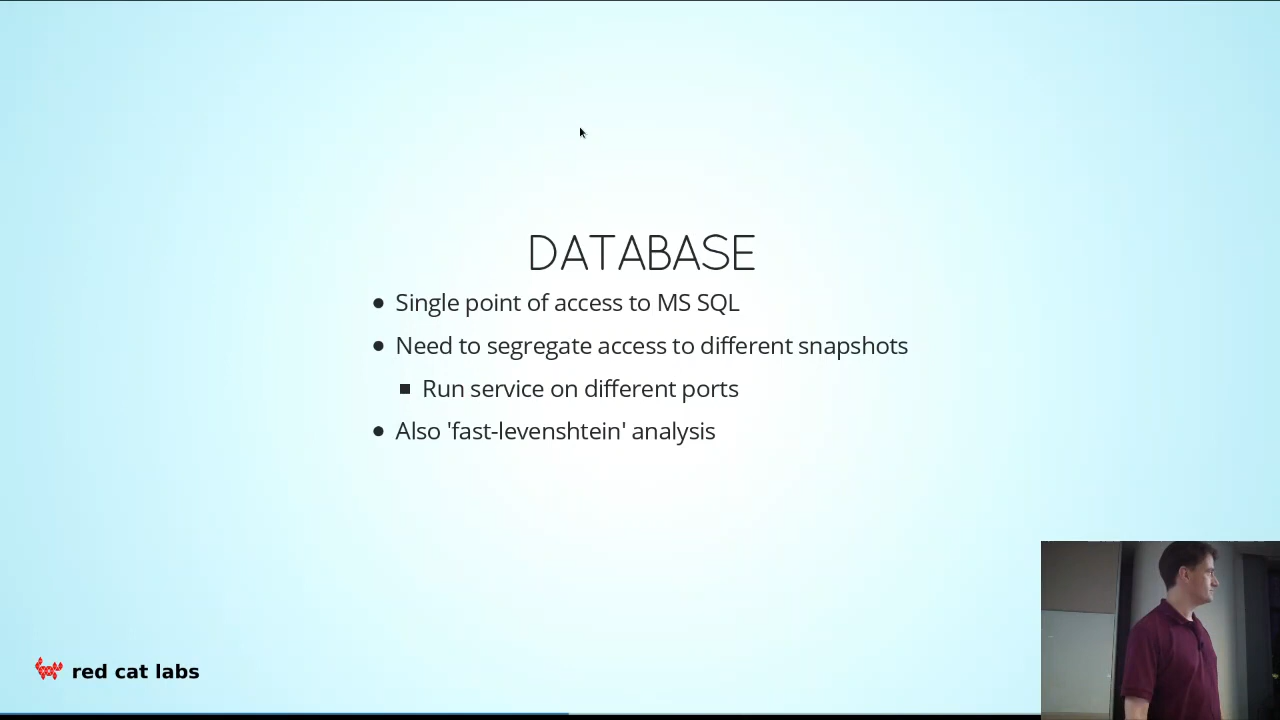 DATABASE
Single point of access to MS SQL
Need to segregate access to different snapshots
Run service on different ports
Also 'fast-levenshtein' analysis
red cat labs